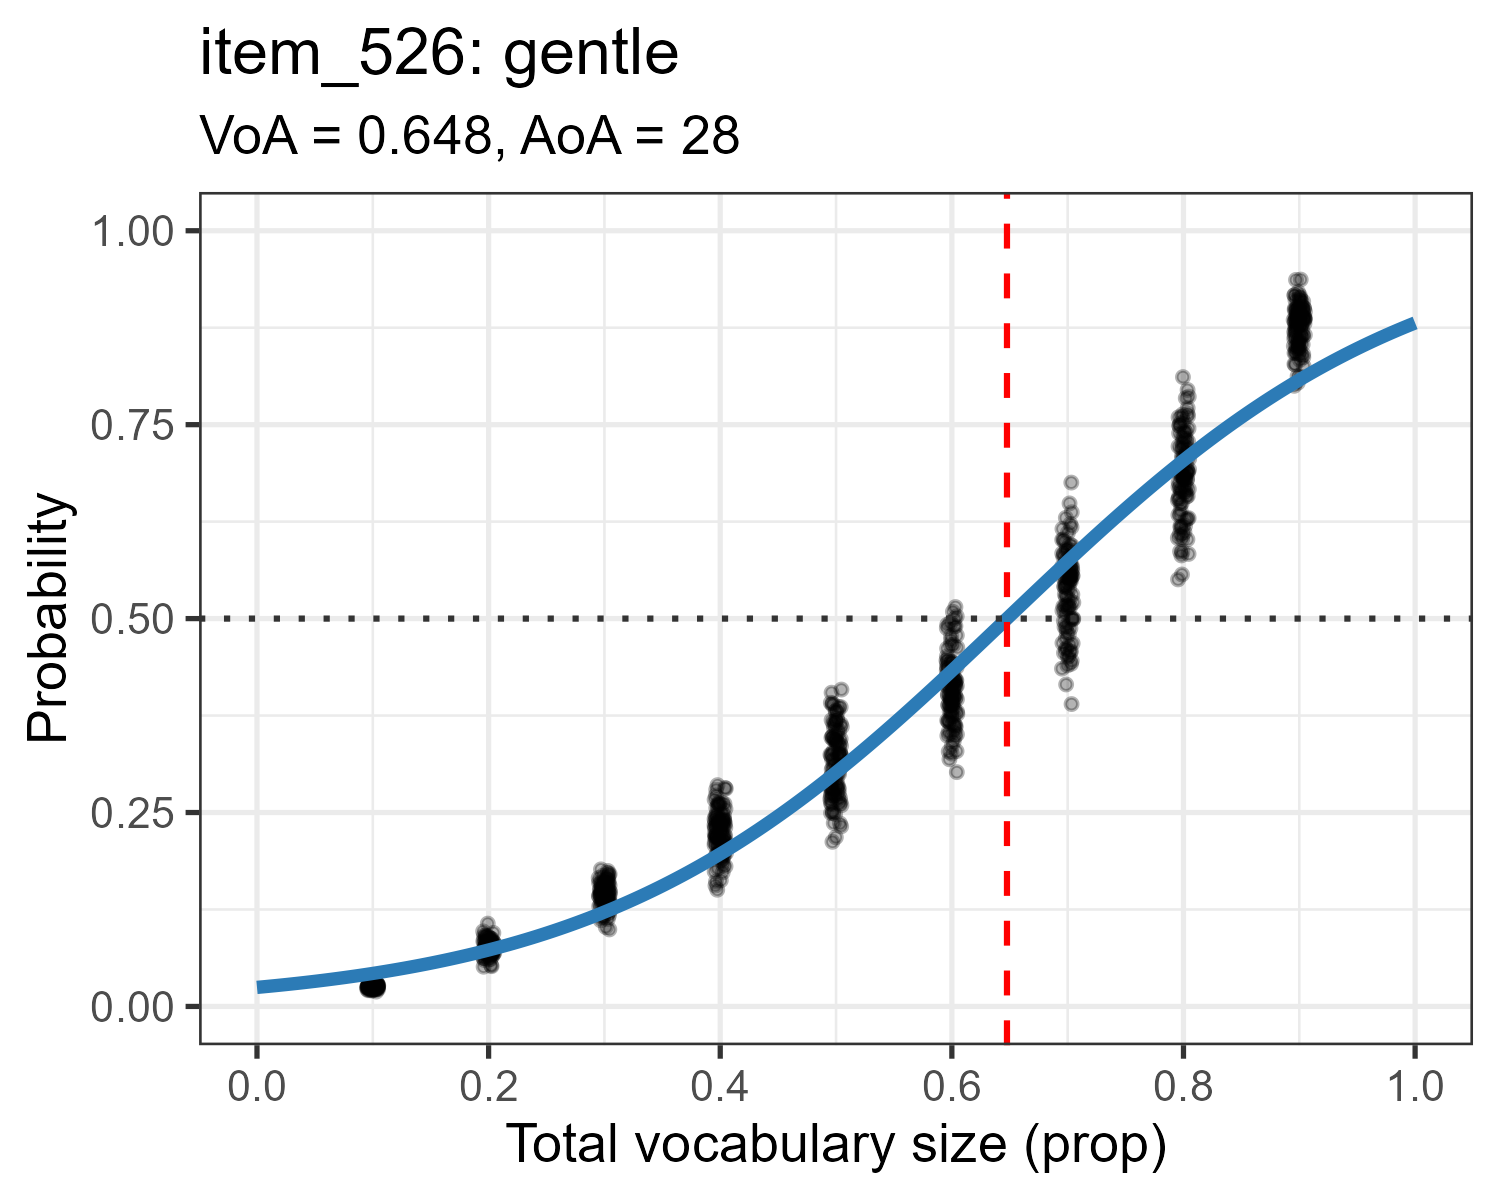 item_526: gentle
VoA = 0.648, AoA = 28
Probability
1.00
0.75
0.50
0.25
0.00
0.0 0.2 0.4 0.6 0.8 1.0
Total vocabulary size (prop)